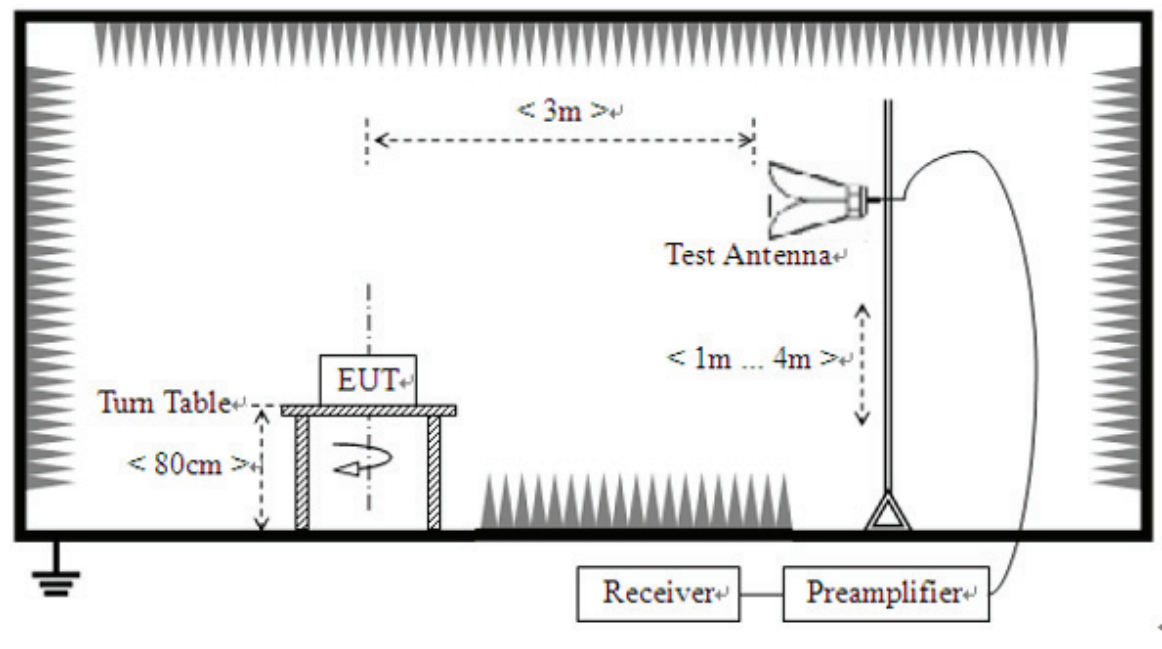 < 3m >↵
Test Antenna↵
< 1m ... 4m >↵
EUT↵
Turn Table↵
< 80cm >↵
Receiver↵
Preamplifier↵
↵